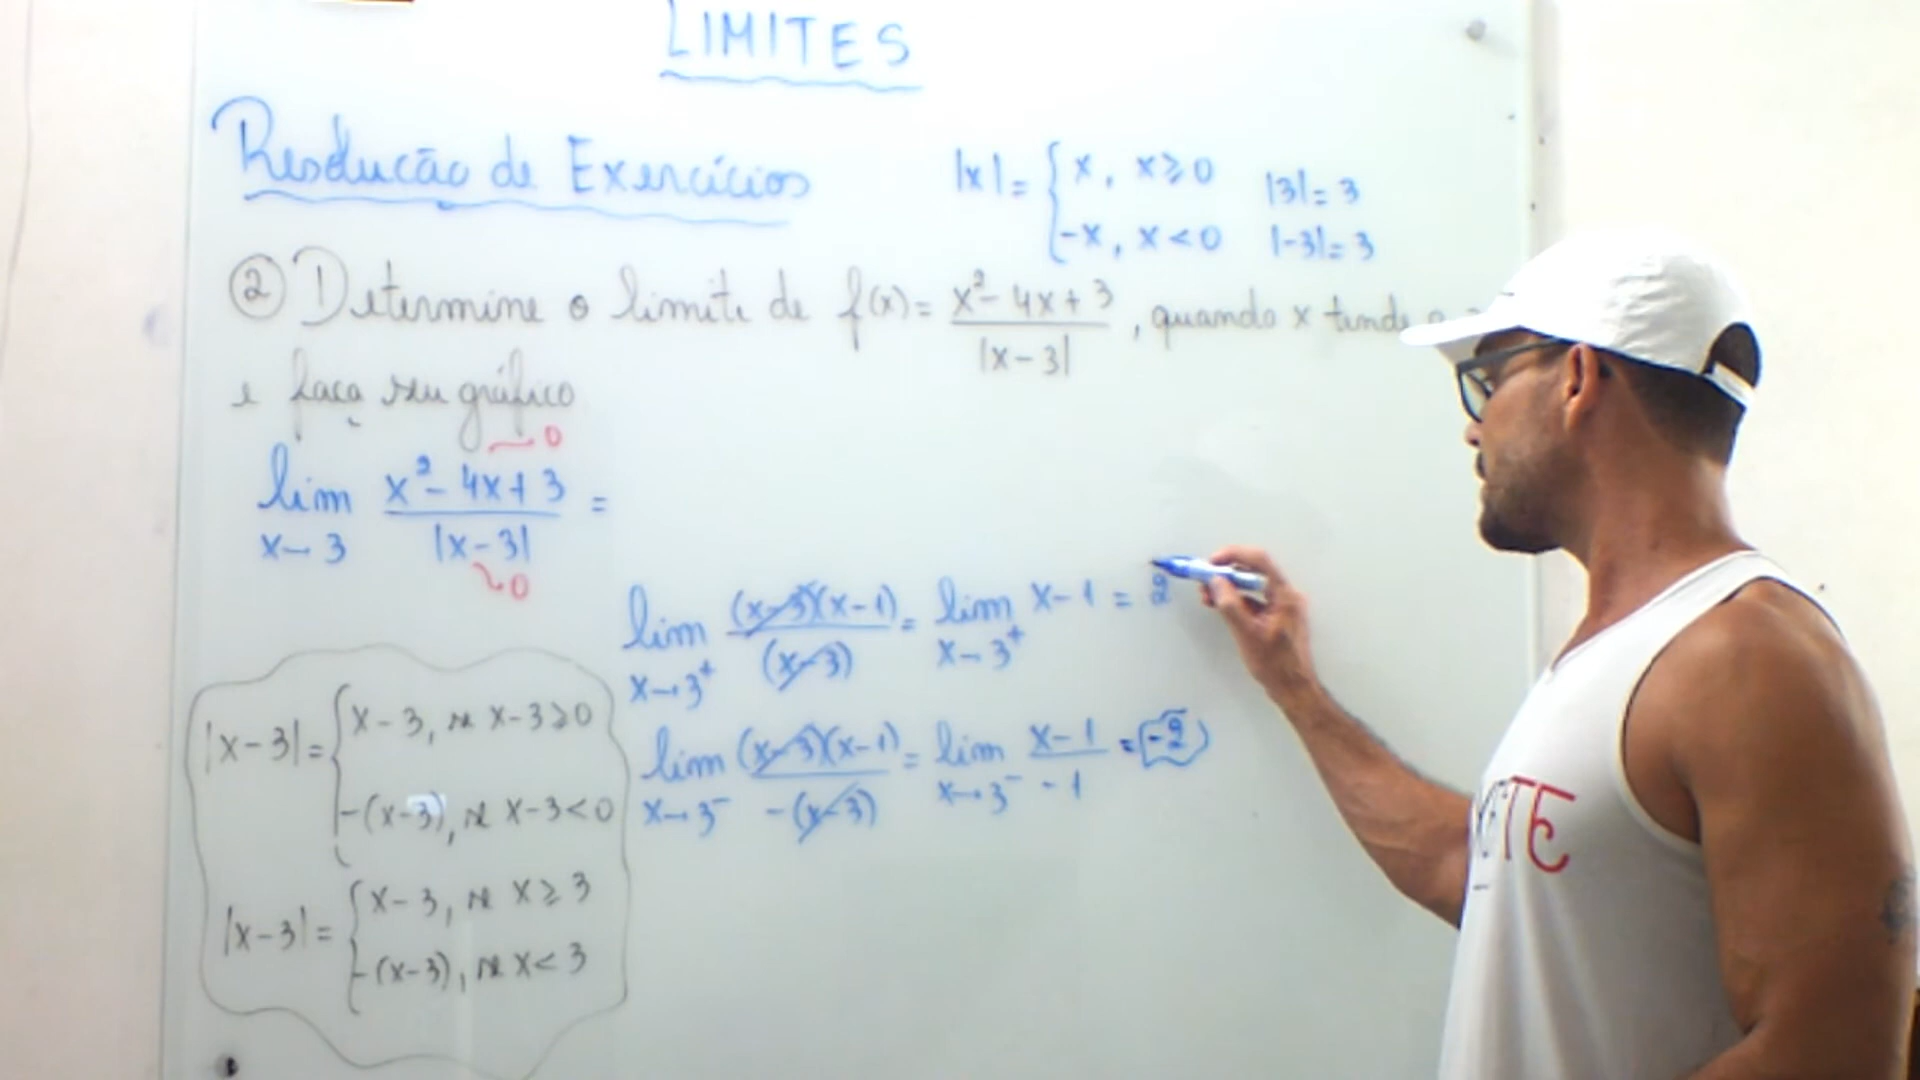 LIMITES
Resolução de Exercícios
|x| = { x, x ≥ 0
-x, x < 0
|3| = 3
|-3| = 3
② Determine o limite de f(x) = (x² - 4x + 3)/|x - 3|, quando x tende a
e faça seu gráfico
lim x→3 (x² - 4x + 3)/|x - 3| =
→ 0
→ 0
lim x→3⁺ (x-3)(x-1)/(x-3) = lim x→3⁺ x-1 = 2
lim x→3⁻ (x-3)(x-1)/-(x-3) = lim x→3⁻ (x-1)/-1 = -2
|x-3| = { x-3, se x-3 ≥ 0
-(x-3), se x-3 < 0
|x-3| = { x-3, se x ≥ 3
-(x-3), se x < 3